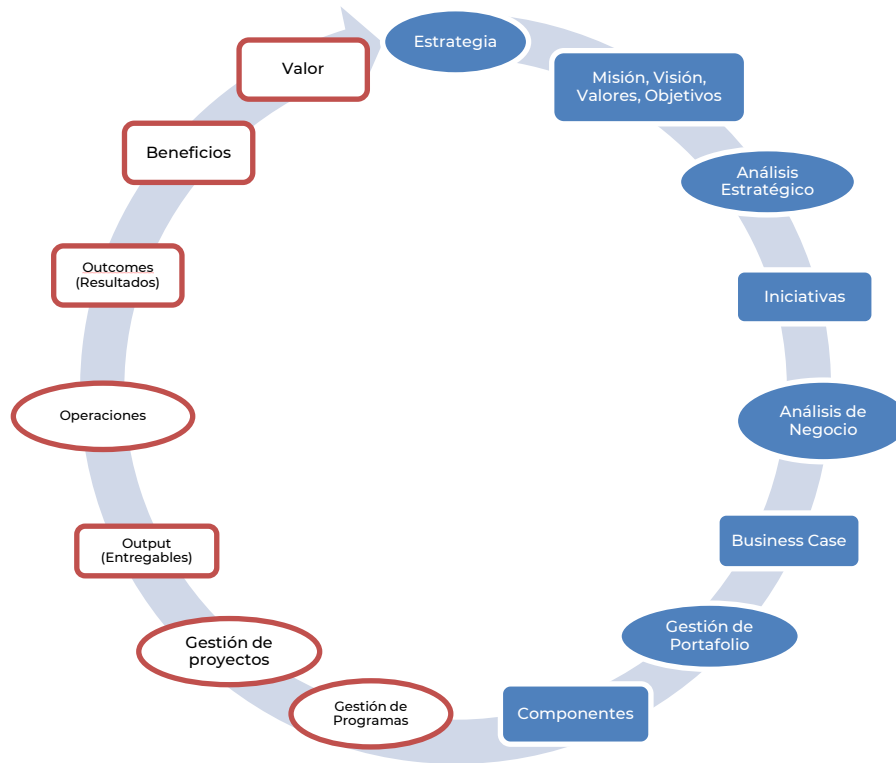 Estrategia
Misión, Visión,
Valores, Objetivos
Análisis
Estratégico
Iniciativas
Análisis de
Negocio
Business Case
Gestión de
Portafolio
Componentes
Gestión de
Programas
Gestión de
proyectos
Output
(Entregables)
Operaciones
Outcomes
(Resultados)
Beneficios
Valor